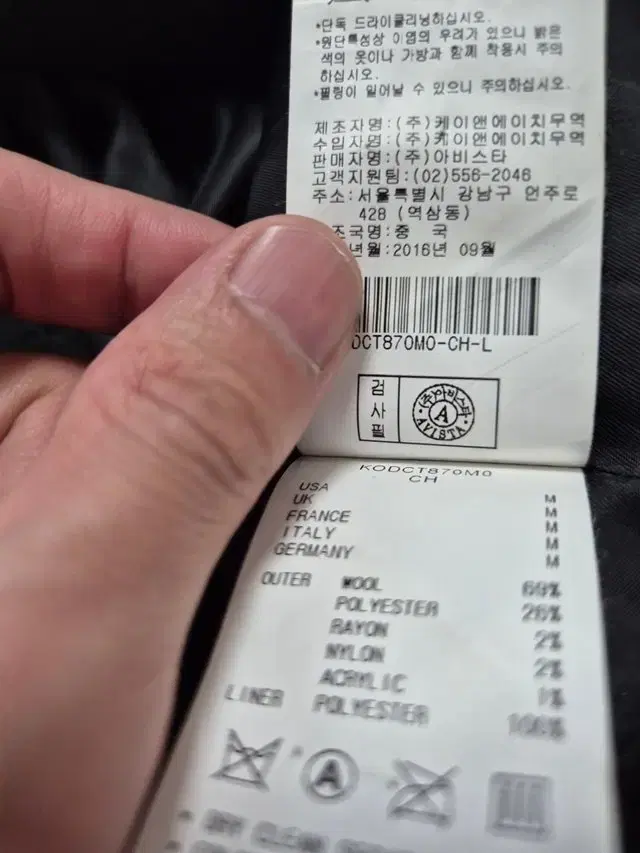 *단독 드라이클리닝하십시오.
*원단특성상 이염의 우려가 있으니 밝은
색의 옷이나 가방과 함께 착용시 주의
하십시오.
*필링이 일어날 수 있으니 주의하십시오.
제조자명:(주)케이앤에이치무역
수입자명:(주)케이앤에이치무역
판매자명:(주)아비스타
고객지원팀:(02)556-2046
주소:서울특별시 강남구 언주로
428 (역삼동)
조국명:중 국
년월:2016년 09월
DCT870M0-CH-L
검사필
(주)아비스타
A
AVISTA
KODCT870M0
CH
USA M
UK M
FRANCE M
ITALY M
GERMANY
OUTER WOOL 69%
POLYESTER 26%
RAYON 2%
NYLON 2%
ACRYLIC 1%
LINER POLYESTER 100%
A
* DRY CLEAN